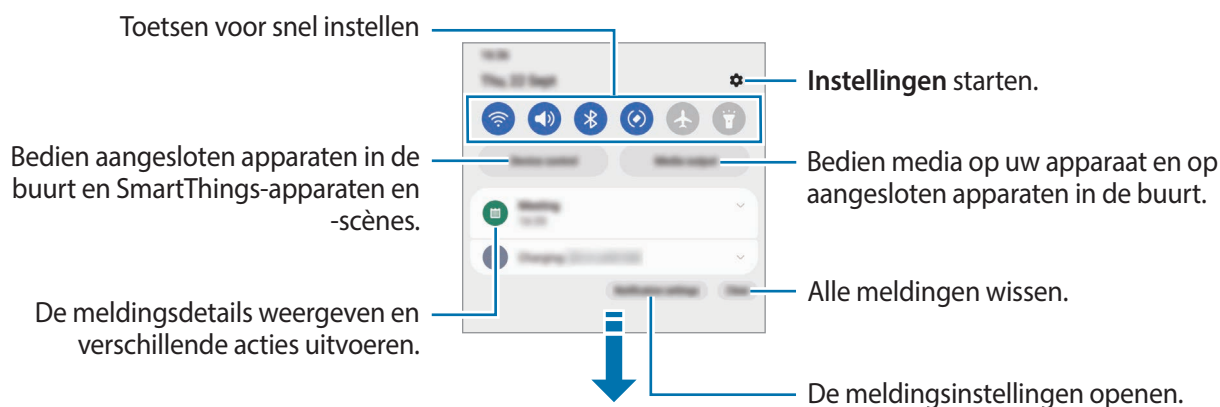 Toetsen voor snel instellen
Thu, 22 Sept
Instellingen starten.
Bedien aangesloten apparaten in de
buurt en SmartThings-apparaten en
-scènes.
Device control
Media output
Bedien media op uw apparaat en op
aangesloten apparaten in de buurt.
Meeting
Charging
Notification settings
Clear
Alle meldingen wissen.
De meldingsdetails weergeven en
verschillende acties uitvoeren.
De meldingsinstellingen openen.